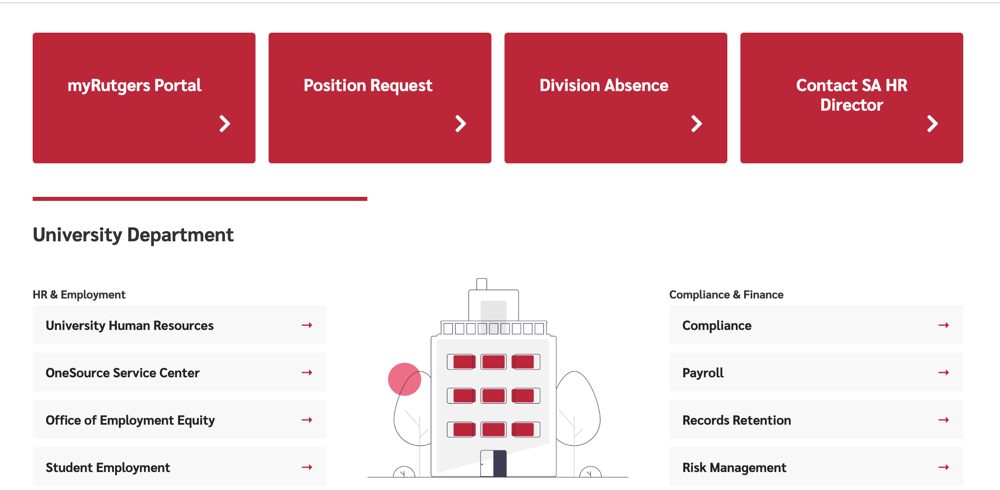 myRutgers Portal
Position Request
Division Absence
Contact SA HR
Director
University Department
HR & Employment
University Human Resources
OneSource Service Center
Office of Employment Equity
Student Employment
Compliance & Finance
Compliance
Payroll
Records Retention
Risk Management